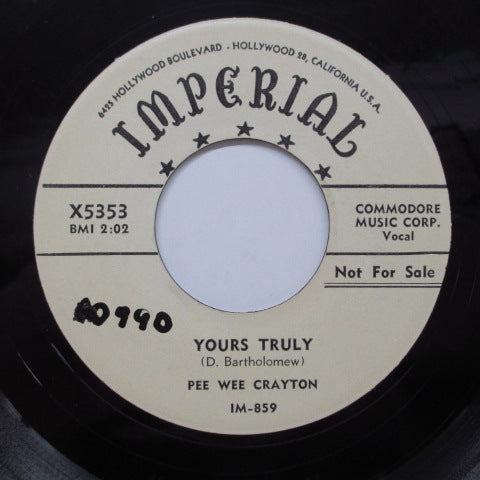 6425 HOLLYWOOD BOULEVARD - HOLLYWOOD 28, CALIFORNIA U.S.A.
IMPERIAL
X5353
BMI 2:02
COMMODORE
MUSIC CORP.
Vocal
Not For Sale
YOURS TRULY
(D. Bartholomew)
PEE WEE CRAYTON
IM-859